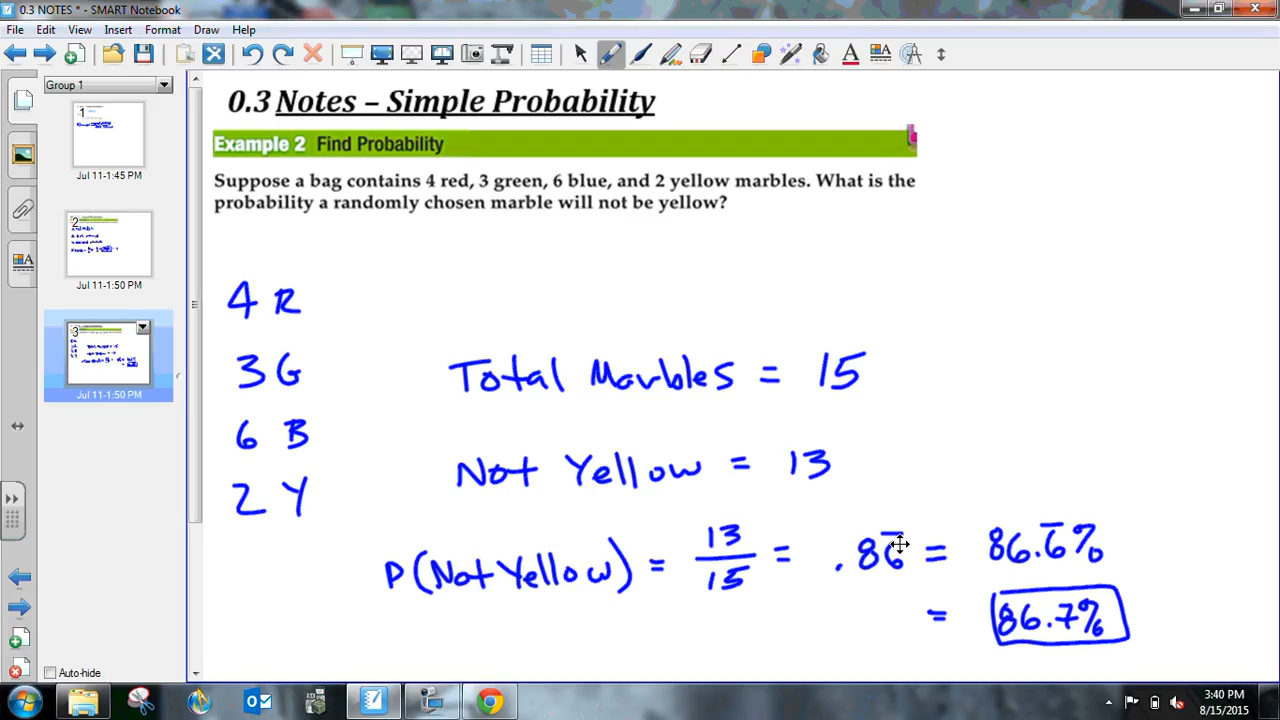 0.3 NOTES * - SMART Notebook
File Edit View Insert Format Draw Help
Group 1
1
Jul 11-1:45 PM
2
Jul 11-1:50 PM
3
Jul 11-1:50 PM
Auto-hide
0.3 Notes – Simple Probability
Example 2 Find Probability
Suppose a bag contains 4 red, 3 green, 6 blue, and 2 yellow marbles. What is the
probability a randomly chosen marble will not be yellow?
4 R
3 G
6 B
2 Y
Total Marbles = 15
Not Yellow = 13
P(Not Yellow) = 13/15 = .86̅ = 86.6̅%
= 86.7%
3:40 PM
8/15/2015